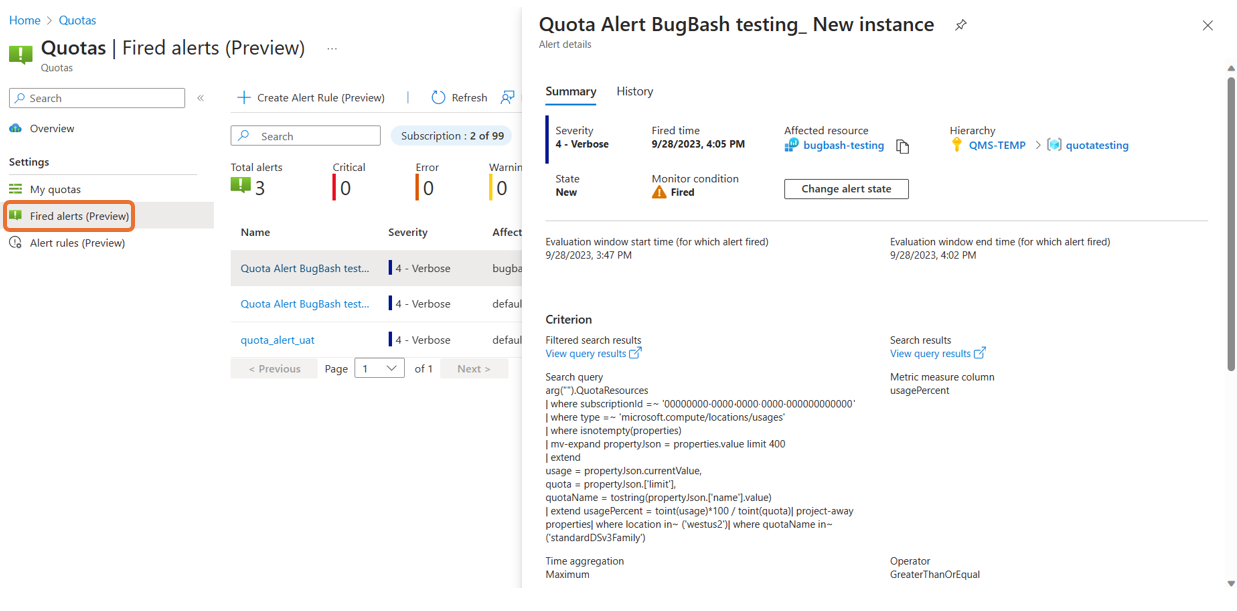 Home > Quotas
Quotas | Fired alerts (Preview) ...
Quotas
Search
«
Overview
Settings
My quotas
Fired alerts (Preview)
Alert rules (Preview)
Create Alert Rule (Preview) | Refresh
Search
Subscription : 2 of 99
Total alerts
3
Critical
0
Error
0
Warnin
0
Name Severity Affect
Quota Alert BugBash test... 4 - Verbose bugba
Quota Alert BugBash test... 4 - Verbose defaul
quota_alert_uat 4 - Verbose defaul
< Previous Page 1 of 1 Next >
Quota Alert BugBash testing_ New instance
Alert details
Summary History
Severity
4 - Verbose
Fired time
9/28/2023, 4:05 PM
Affected resource
bugbash-testing
Hierarchy
QMS-TEMP > quotatesting
State
New
Monitor condition
Fired
Change alert state
Evaluation window start time (for which alert fired)
9/28/2023, 3:47 PM
Evaluation window end time (for which alert fired)
9/28/2023, 4:02 PM
Criterion
Filtered search results
View query results
Search results
View query results
Search query
arg("").QuotaResources
| where subscriptionId =~ '00000000-0000-0000-0000-000000000000'
| where type =~ 'microsoft.compute/locations/usages'
| where isnotempty(properties)
| mv-expand propertyJson = properties.value limit 400
| extend
usage = propertyJson.currentValue,
quota = propertyJson.['limit'],
quotaName = tostring(propertyJson.['name'].value)
| extend usagePercent = toint(usage)*100 / toint(quota)| project-away
properties| where location in~ ('westus2')| where quotaName in~
('standardDSv3Family')
Metric measure column
usagePercent
Time aggregation
Maximum
Operator
GreaterThanOrEqual